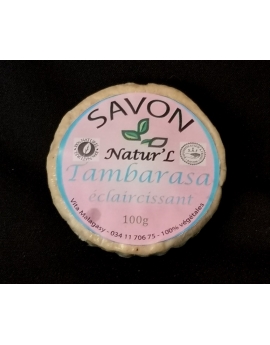 SAVON
Natur'L
Tambarasa
éclaircissant
100g
Vita Malagasy - 034 11 706 75 - 100% végétales